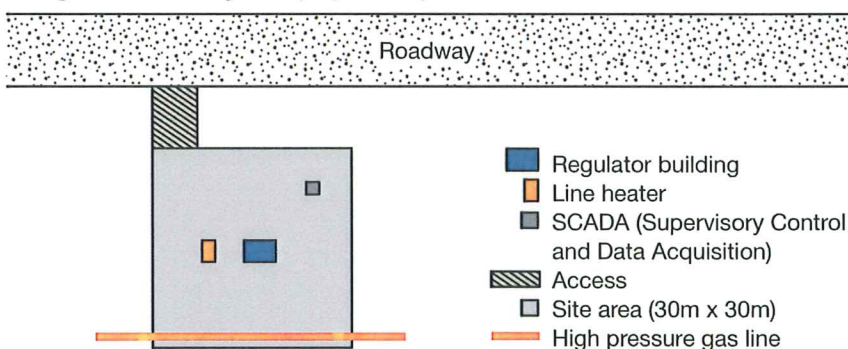 Roadway
Regulator building
Line heater
SCADA (Supervisory Control
and Data Acquisition)
Access
Site area (30m x 30m)
High pressure gas line